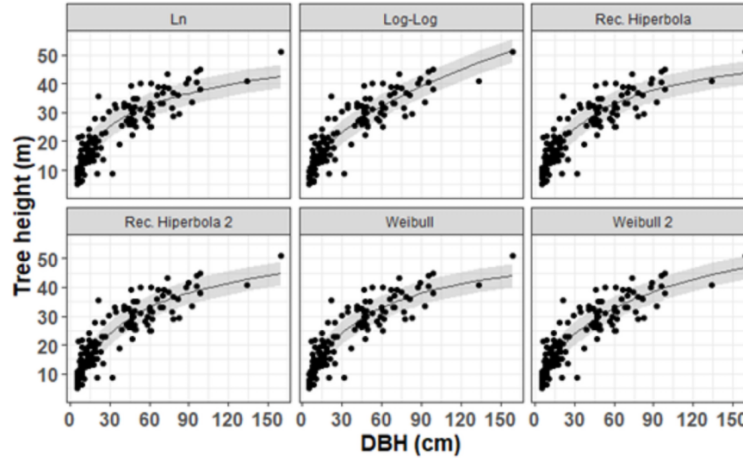 Ln Log-Log Rec. Hiperbola
50
40
30
20
10
Rec. Hiperbola 2 Weibull Weibull 2
50
40
30
20
10
0 30 60 90 120 150 0 30 60 90 120 150 0 30 60 90 120 150
Tree height (m)
DBH (cm)